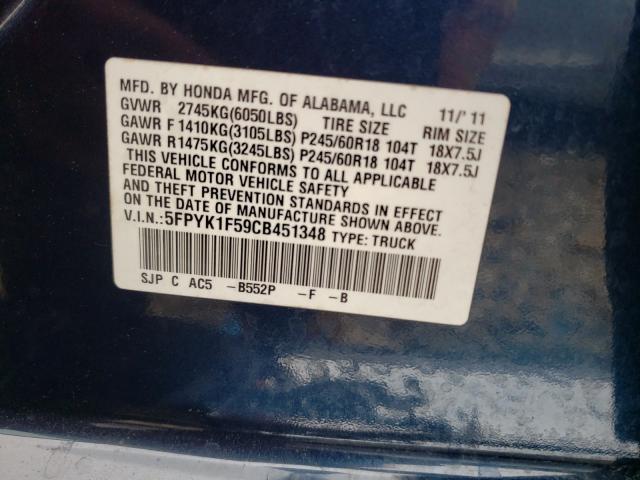 MFD. BY HONDA MFG. OF ALABAMA, LLC 11/'11
GVWR 2745KG(6050LBS) TIRE SIZE RIM SIZE
GAWR F 1410KG(3105LBS) P245/60R18 104T 18X7.5J
GAWR R 1475KG(3245LBS) P245/60R18 104T 18X7.5J
THIS VEHICLE CONFORMS TO ALL APPLICABLE
FEDERAL MOTOR VEHICLE SAFETY
AND THEFT PREVENTION STANDARDS IN EFFECT
ON THE DATE OF MANUFACTURE SHOWN ABOVE.
V.I.N.:5FPYK1F59CB451348 TYPE: TRUCK
SJP C AC5 -B552P -F -B